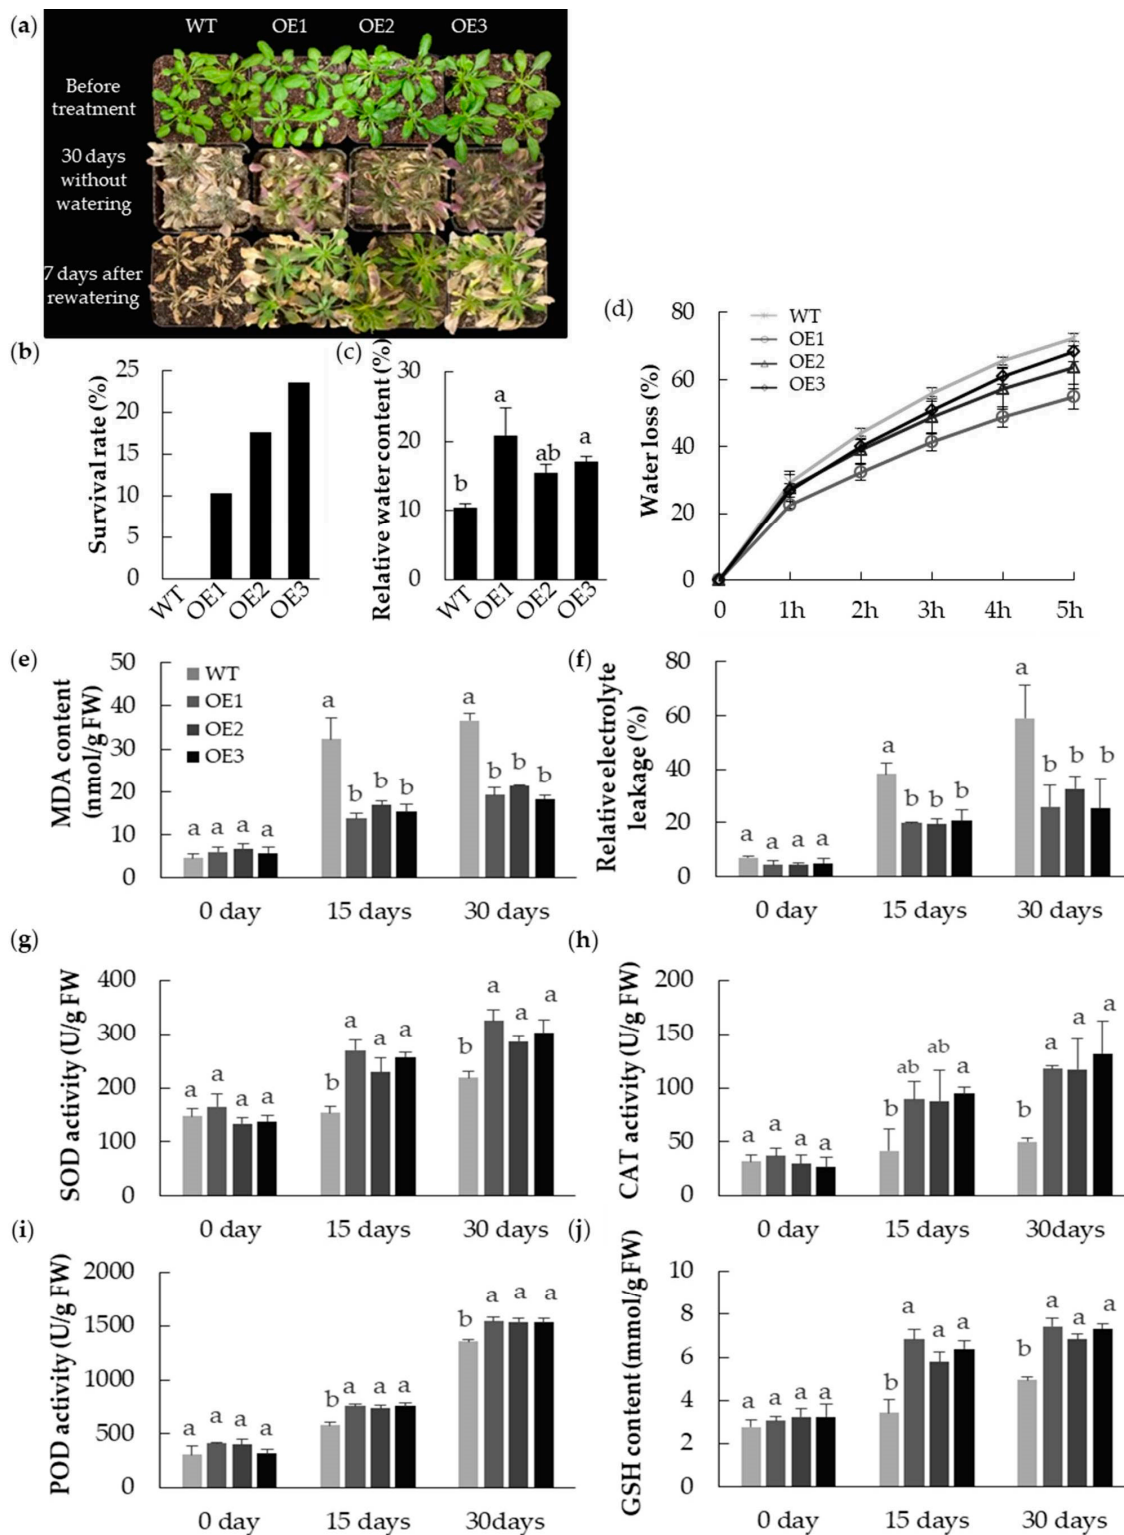 (a)
WT OE1 OE2 OE3
Before
treatment
30 days
without
watering
7 days after
rewatering
(b)
Survival rate (%)
25
20
15
10
5
0
WT OE1 OE2 OE3
(c)
Relative water content (%)
30
20
10
0
b a ab a
WT OE1 OE2 OE3
(d)
Water loss (%)
80
60
40
20
0
WT
OE1
OE2
OE3
0 1h 2h 3h 4h 5h
(e)
MDA content
(nmol/g FW)
50
40
30
20
10
0
WT
OE1
OE2
OE3
a a a a a b b b a b b b
0 day 15 days 30 days
(f)
Relative electrolyte
leakage (%)
80
60
40
20
0
a a a a a b b b a b b b
0 day 15 days 30 days
(g)
SOD activity (U/g FW
400
300
200
100
0
a a a a b a a a b a a a
0 day 15 days 30 days
(h)
CAT activity (U/g FW)
200
150
100
50
0
a a a a b ab ab a b a a a
0 day 15 days 30days
(i)
POD activity (U/g FW)
2000
1500
1000
500
0
a a a a b a a a b a a a
0 day 15 days 30days
(j)
GSH content (mmol/g FW)
10
8
6
4
2
0
a a a a b a a a b a a a
0 day 15 days 30 days